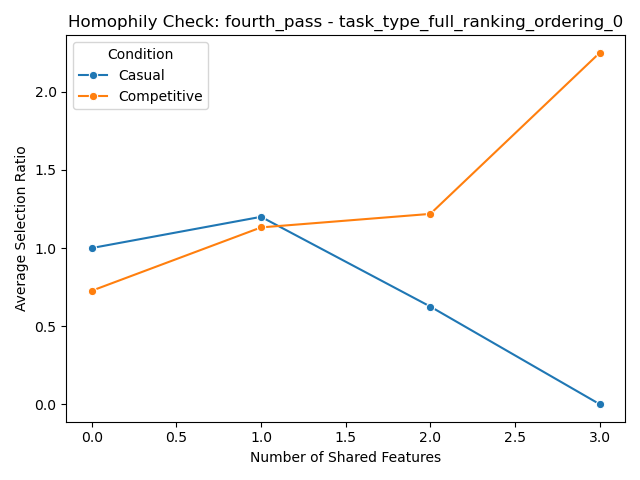 Homophily Check: fourth_pass - task_type_full_ranking_ordering_0
Condition
Casual
Competitive
Average Selection Ratio
2.0
1.5
1.0
0.5
0.0
0.0 0.5 1.0 1.5 2.0 2.5 3.0
Number of Shared Features